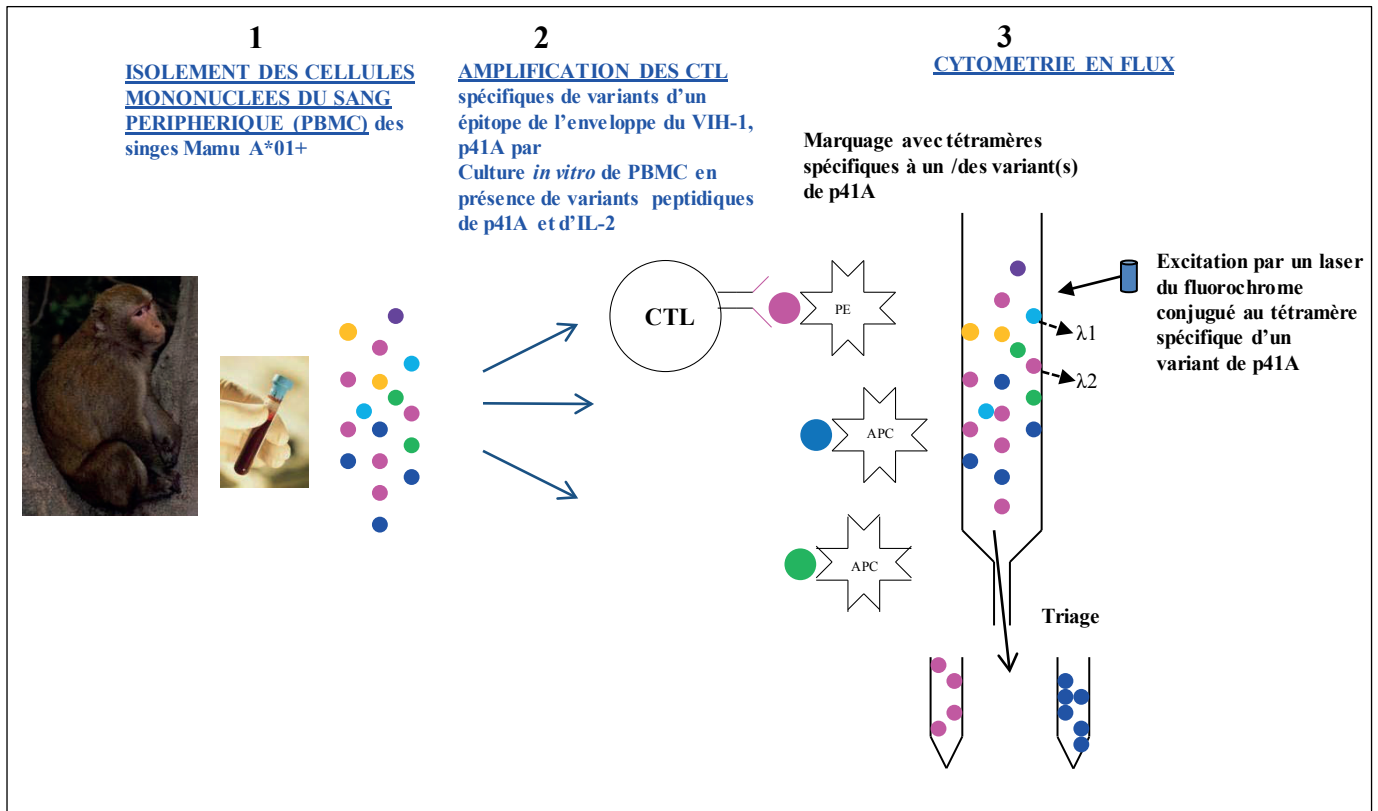 1
ISOLEMENT DES CELLULES
MONONUCLEES DU SANG
PERIPHERIQUE (PBMC) des
singes Mamu A*01+
2
AMPLIFICATION DES CTL
spécifiques de variants d’un
épitope de l’enveloppe du VIH-1,
p41A par
Culture in vitro de PBMC en
présence de variants peptidiques
de p41A et d’IL-2
3
CYTOMETRIE EN FLUX
Marquage avec tétramères
spécifiques à un /des variant(s)
de p41A
CTL
PE
APC
APC
Excitation par un laser
du fluorochrome
conjugué au tétramère
spécifique d’un
variant de p41A
λ1
λ2
Triage